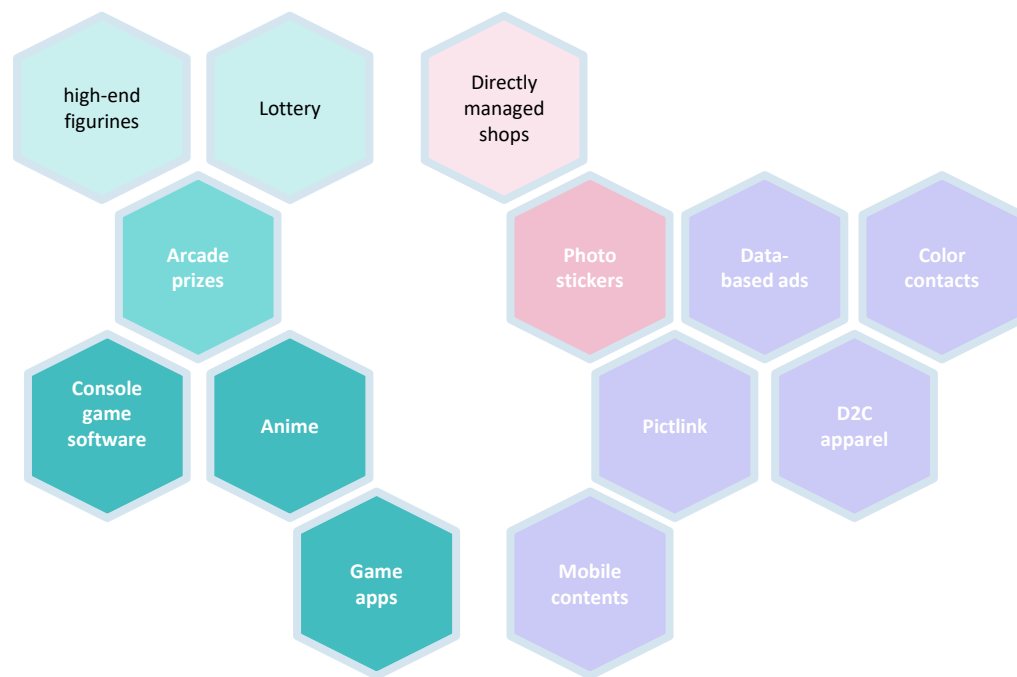 high-end
figurines
Lottery
Directly
managed
shops
Arcade
prizes
Photo
stickers
Data-
based ads
Color
contacts
Console
game
software
Anime
Pictlink
D2C
apparel
Game
apps
Mobile
contents